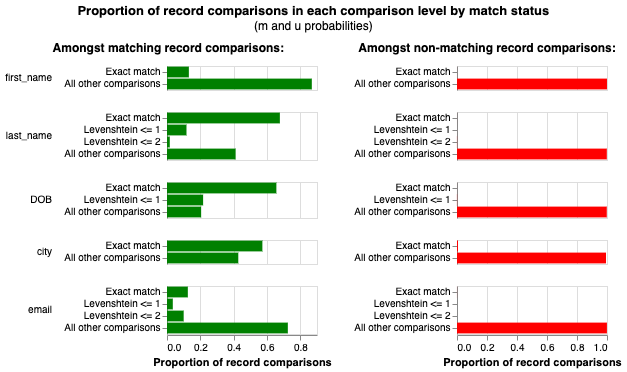 Proportion of record comparisons in each comparison level by match status
(m and u probabilities)
Amongst matching record comparisons:
Amongst non-matching record comparisons:
first_name
Exact match
All other comparisons
last_name
Exact match
Levenshtein <= 1
Levenshtein <= 2
All other comparisons
DOB
Exact match
Levenshtein <= 1
All other comparisons
city
Exact match
All other comparisons
email
Exact match
Levenshtein <= 1
Levenshtein <= 2
All other comparisons
0.0 0.2 0.4 0.6 0.8
Proportion of record comparisons
Exact match
All other comparisons
Exact match
Levenshtein <= 1
Levenshtein <= 2
All other comparisons
Exact match
Levenshtein <= 1
All other comparisons
Exact match
All other comparisons
Exact match
Levenshtein <= 1
Levenshtein <= 2
All other comparisons
0.0 0.2 0.4 0.6 0.8 1.0
Proportion of record comparisons